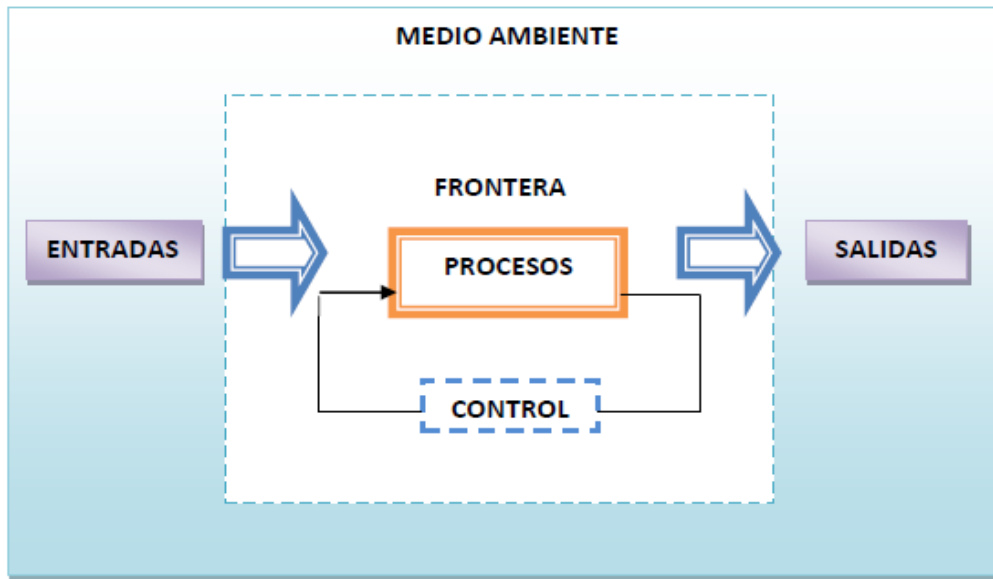 MEDIO AMBIENTE
FRONTERA
ENTRADAS
PROCESOS
SALIDAS
CONTROL